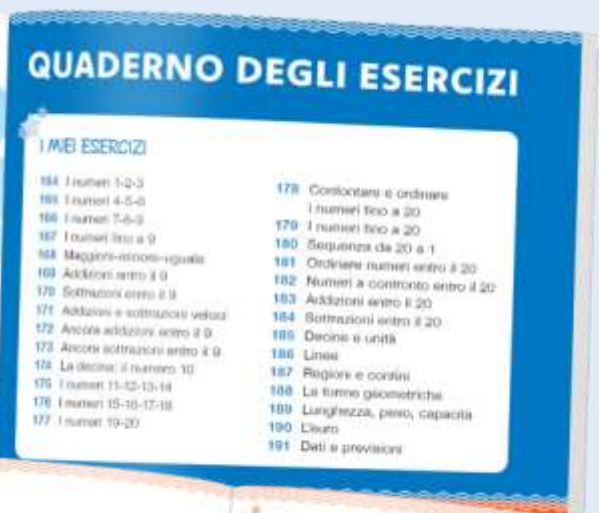 QUADERNO DEGLI ESERCIZI
I MIEI ESERCIZI
164 I numeri 1-2-3
165 I numeri 4-5-6
166 I numeri 7-8-9
167 I numeri fino a 9
168 Maggiore-minore-uguale
169 Addizioni entro il 9
170 Sottrazioni entro il 9
171 Addizioni e sottrazioni veloci
172 Ancora addizioni entro il 9
173 Ancora sottrazioni entro il 9
174 La decina: il numero 10
175 I numeri 11-12-13-14
176 I numeri 15-16-17-18
177 I numeri 19-20
178 Confrontare e ordinare
i numeri fino a 20
179 I numeri fino a 20
180 Sequenza da 20 a 1
181 Ordinare numeri entro il 20
182 Numeri a confronto entro il 20
183 Addizioni entro il 20
184 Sottrazioni entro il 20
185 Decine e unità
186 Linee
187 Regioni e confini
188 Le forme geometriche
189 Lunghezza, peso, capacità
190 L'euro
191 Dati e previsioni